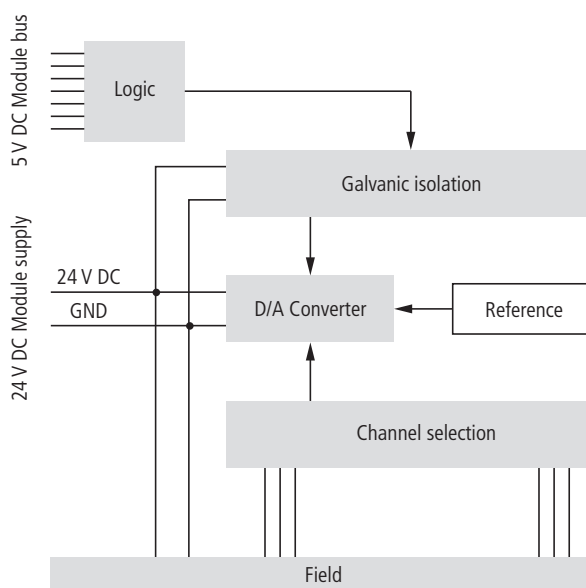 5 V DC Module bus
Logic
Galvanic isolation
24 V DC Module supply
24 V DC
GND
D/A Converter
Reference
Channel selection
Field